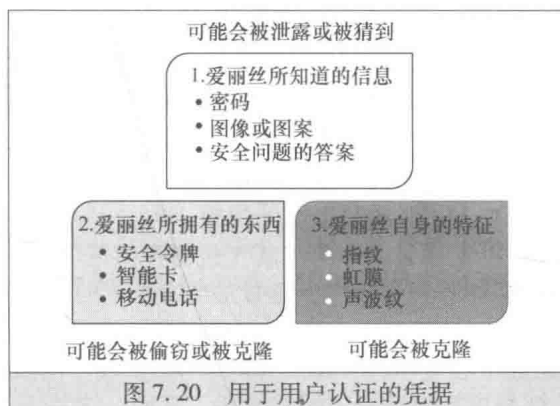 可能会被泄露或被猜到
1.爱丽丝所知道的信息
• 密码
• 图像或图案
• 安全问题的答案
2.爱丽丝所拥有的东西
• 安全令牌
• 智能卡
• 移动电话
3.爱丽丝自身的特征
• 指纹
• 虹膜
• 声波纹
可能会被偷窃或被克隆
可能会被克隆
图 7.20 用于用户认证的凭据